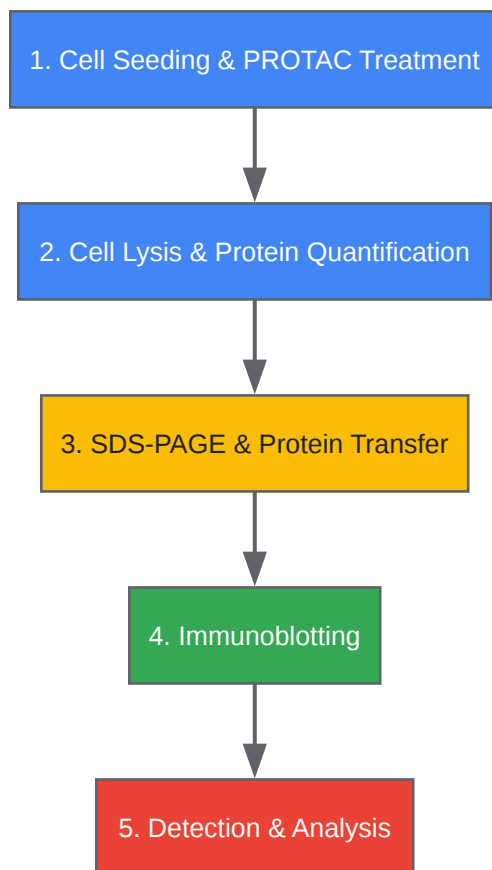 1. Cell Seeding & PROTAC Treatment
2. Cell Lysis & Protein Quantification
3. SDS-PAGE & Protein Transfer
4. Immunoblotting
5. Detection & Analysis